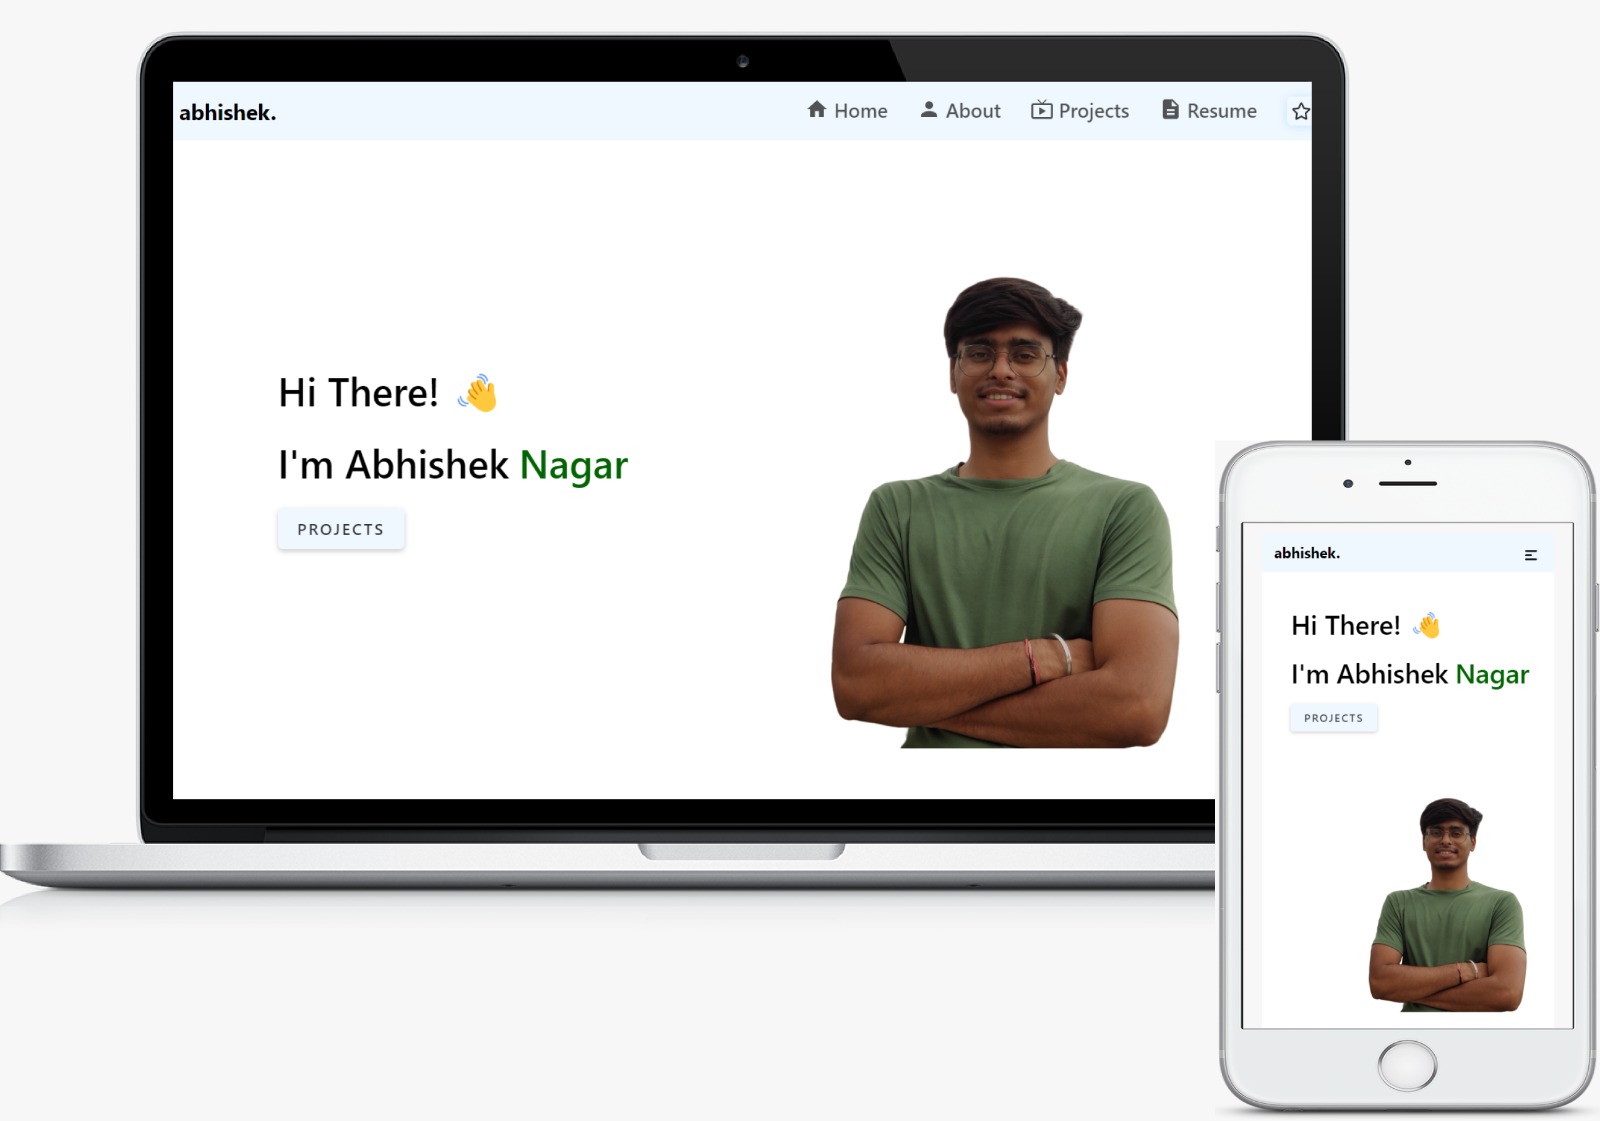 abhishek. Home About Projects Resume
Hi There! 👋
I'm Abhishek Nagar
PROJECTS
abhishek.
Hi There! 👋
I'm Abhishek Nagar
PROJECTS